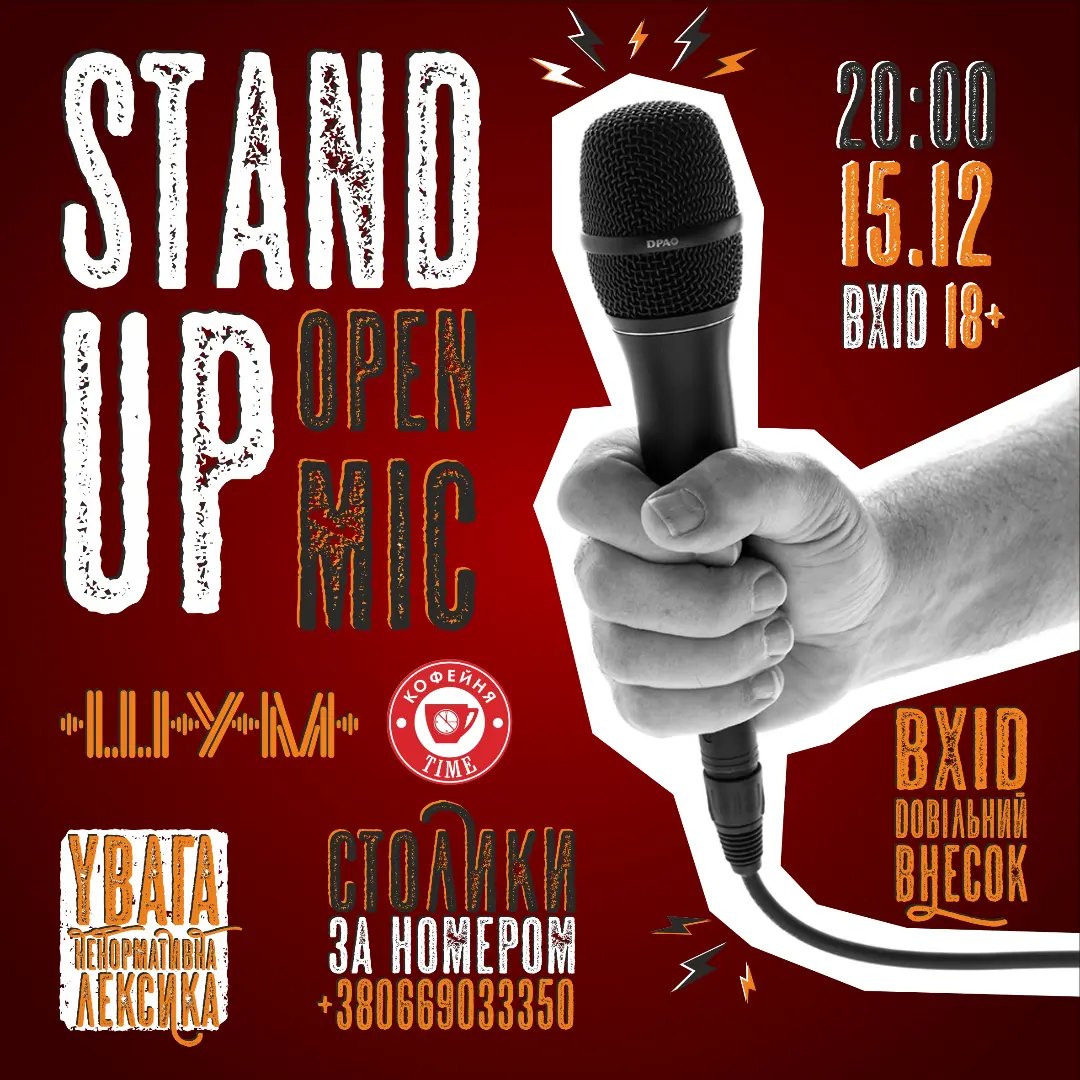 STAND
UP
OPEN
MIC
20:00
15.12
ВХІД 18+
DPA
ШУМ
КОФЕЙНЯ
TIME
ВХІД
ДОВІЛЬНИЙ
ВНЕСОК
УВАГА
НЕНОРМАТИВНА
ЛЕКСИКА
СТОЛИКИ
ЗА НОМЕРОМ
+380669033350